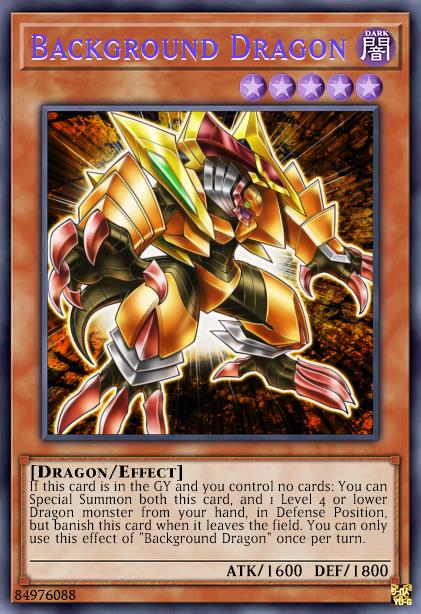 Background Dragon
DARK
闇
[Dragon/Effect]
If this card is in the GY and you control no cards: You can
Special Summon both this card, and 1 Level 4 or lower
Dragon monster from your hand, in Defense Position,
but banish this card when it leaves the field. You can only
use this effect of "Background Dragon" once per turn.
ATK/1600 DEF/1800
84976088